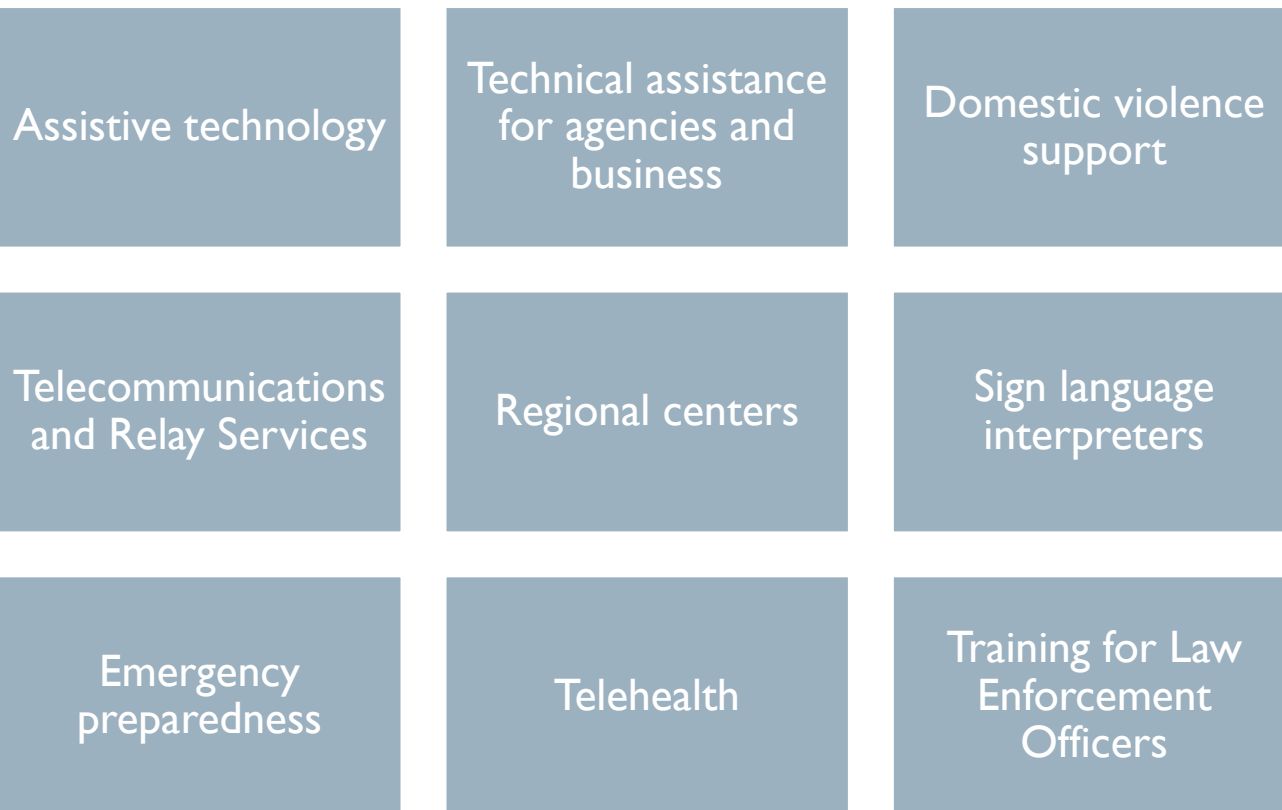 Assistive technology
Technical assistance
for agencies and
business
Domestic violence
support
Telecommunications
and Relay Services
Regional centers
Sign language
interpreters
Emergency
preparedness
Telehealth
Training for Law
Enforcement
Officers